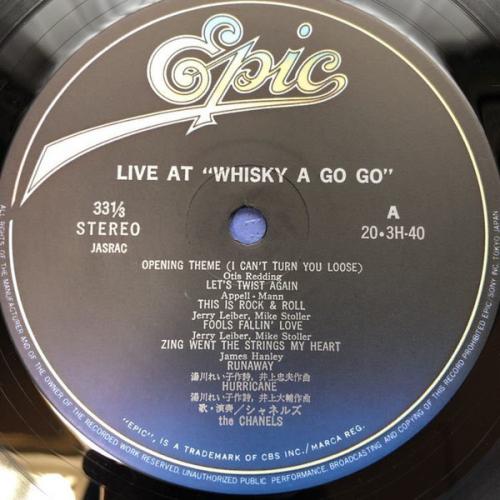 Epic
LIVE AT "WHISKY A GO GO"
33⅓
STEREO
JASRAC
A
20•3H-40
OPENING THEME (I CAN'T TURN YOU LOOSE)
Otis Redding
LET'S TWIST AGAIN
Appell - Mann
THIS IS ROCK & ROLL
Jerry Leiber, Mike Stoller
FOOLS FALLIN' LOVE
Jerry Leiber, Mike Stoller
ZING WENT THE STRINGS MY HEART
James Hanley
RUNAWAY
湯川れい子作詩, 井上忠夫作曲
HURRICANE
湯川れい子作詩, 井上大輔作曲
歌・演奏／シャネルズ
the CHANELS
"EPIC", IS A TRADEMARK OF CBS INC./MARCA REG.
ALL RIGHTS OF THE MANUFACTURER AND OF THE OWNER OF THE RECORDED WORK RESERVED. UNAUTHORIZED PUBLIC PERFORMANCE BROADCASTING AND COPYING OF THIS RECORD PROHIBITED EPIC/SONY INC. TOKYO JAPAN